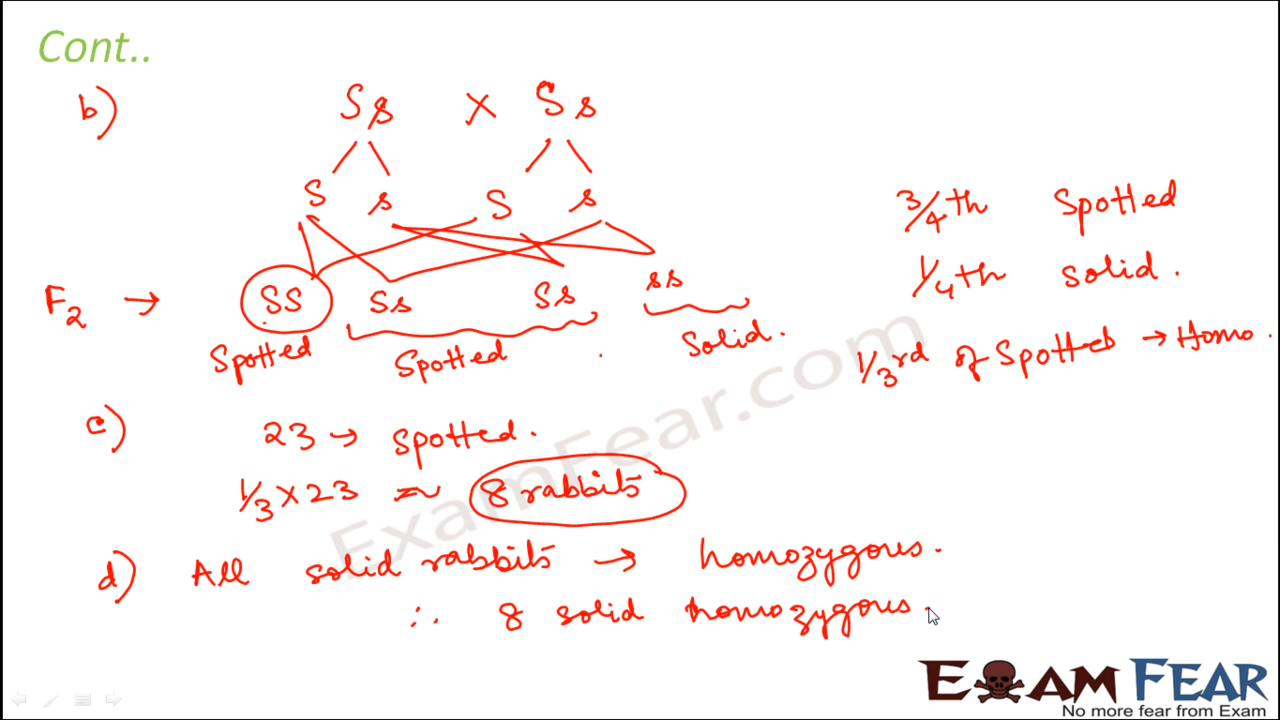 Cont..
b) Ss X Ss
S s S s
F2 → SS Ss Ss ss
Spotted Spotted Solid.
3/4th Spotted
1/4th Solid.
1/3rd of Spotted → Homo.
c) 23 → Spotted.
1/3 X 23 ≈ 8 rabbits
d) All solid rabbits → homozygous.
∴ 8 solid homozygous.
ExamFear.com
EXAM FEAR
No more fear from Exam